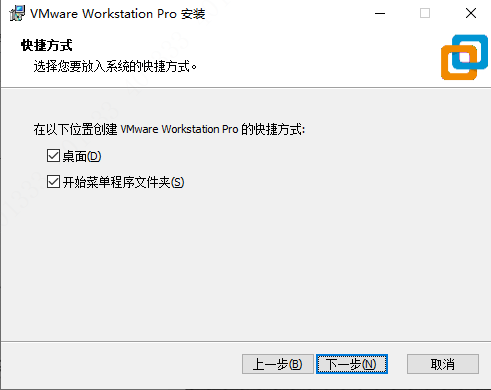 VMware Workstation Pro 安装
快捷方式
选择您要放入系统的快捷方式。
在以下位置创建 VMware Workstation Pro 的快捷方式:
桌面(D)
开始菜单程序文件夹(S)
上一步(B) 下一步(N) 取消